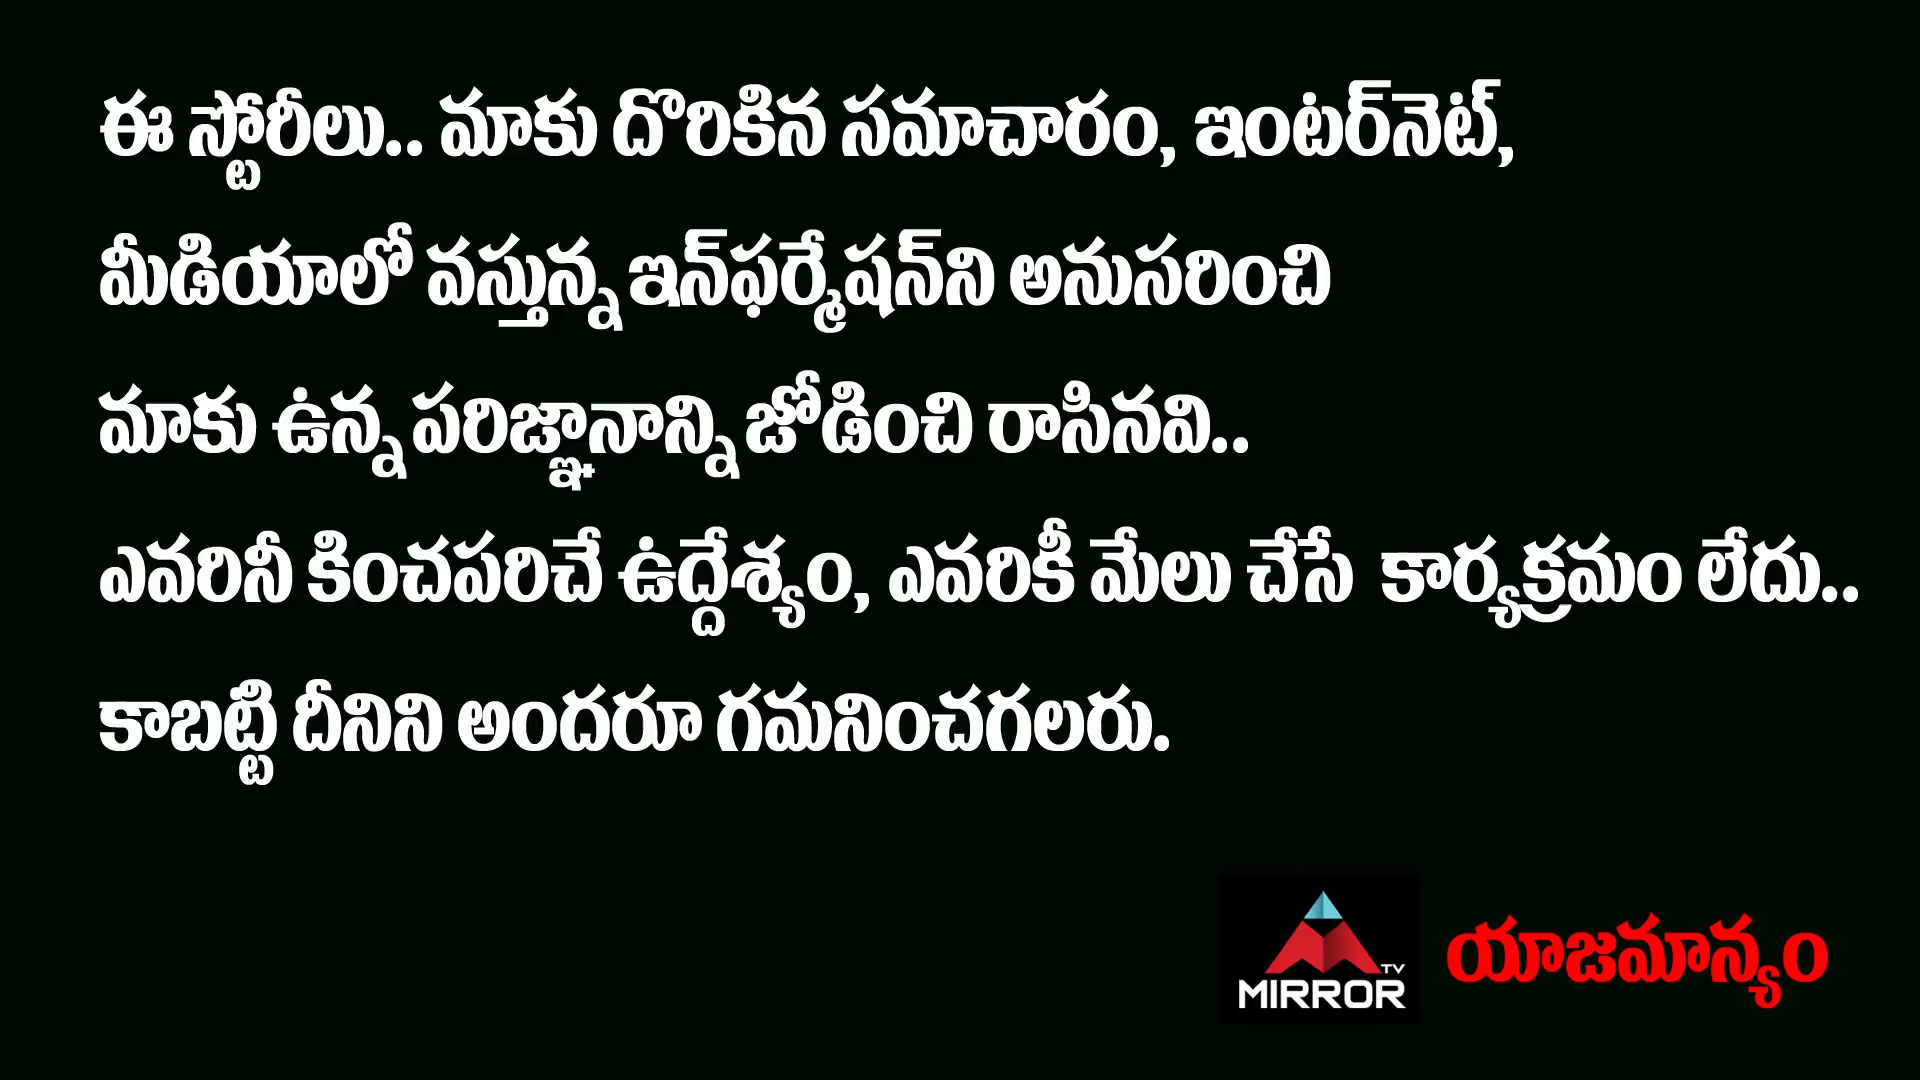 ఈ స్టోరీలు.. మాకు దొరికిన సమాచారం, ఇంటర్‌నెట్,
మీడియాలో వస్తున్న ఇన్‌ఫర్మేషన్‌ని అనుసరించి
మాకు ఉన్న పరిజ్ఞానాన్ని జోడించి రాసినవి..
ఎవరినీ కించపరిచే ఉద్దేశ్యం, ఎవరికీ మేలు చేసే కార్యక్రమం లేదు..
కాబట్టి దీనిని అందరూ గమనించగలరు.
TV
MIRROR
యాజమాన్యం